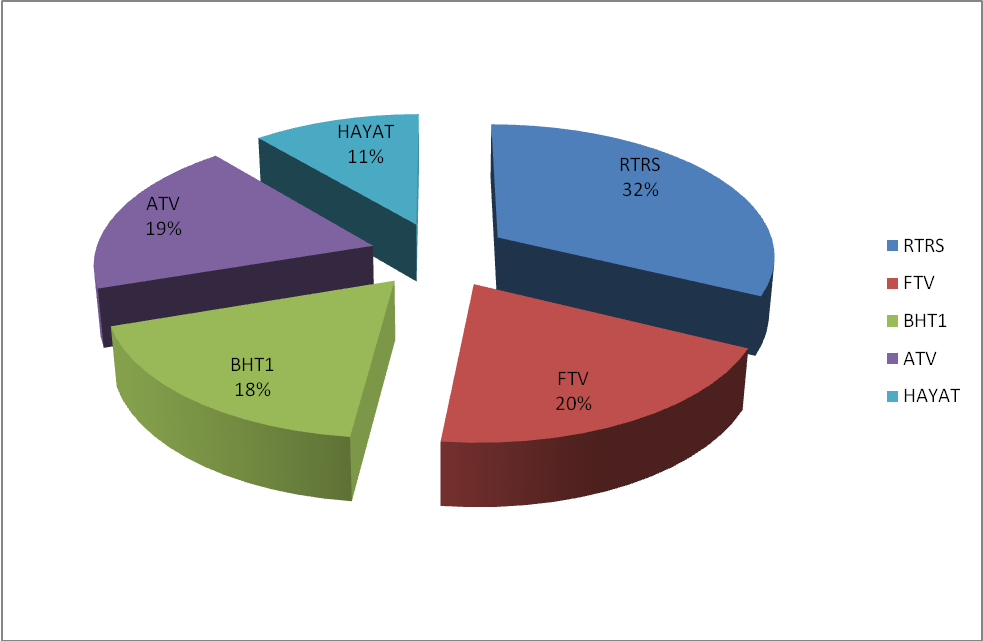 HAYAT
11%
RTRS
32%
ATV
19%
BHT1
18%
FTV
20%
RTRS
FTV
BHT1
ATV
HAYAT